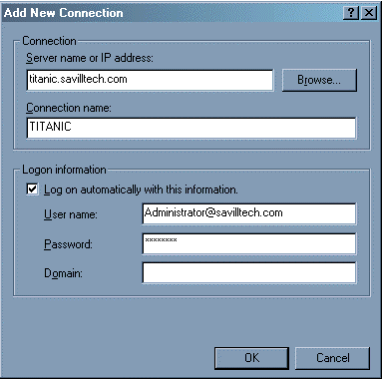 Add New Connection
Connection
Server name or IP address:
titanic.savilltech.com
Browse...
Connection name:
TITANIC
Logon information
Log on automatically with this information.
User name:
Administrator@savilltech.com
Password:
********
Domain:
OK
Cancel